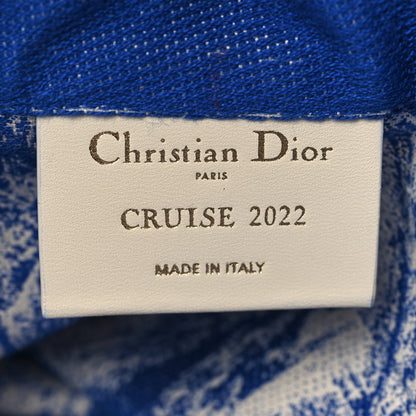 Christian Dior
PARIS
CRUISE 2022
MADE IN ITALY